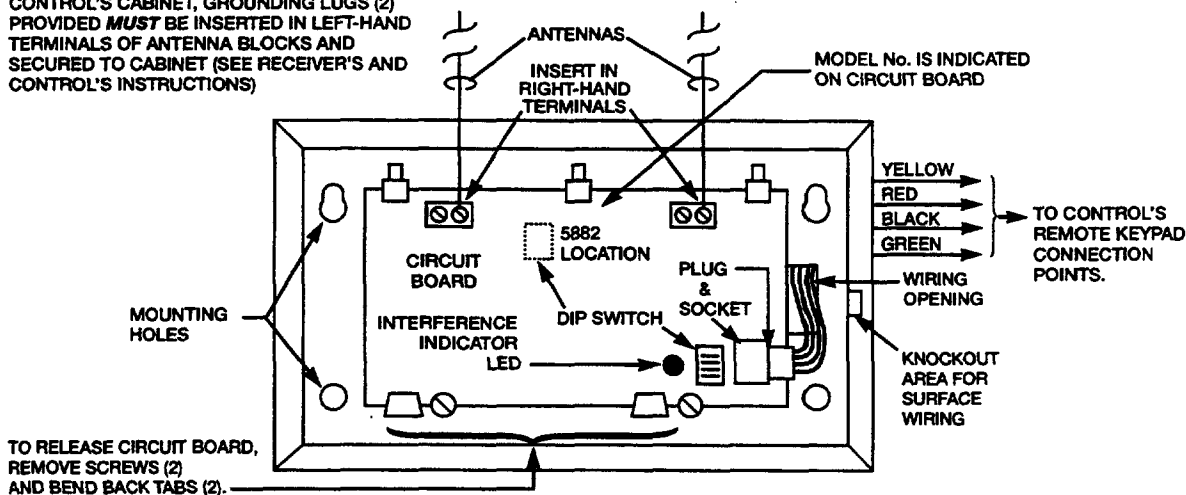 CONTROL'S CABINET, GROUNDING LUGS (2)
PROVIDED MUST BE INSERTED IN LEFT-HAND
TERMINALS OF ANTENNA BLOCKS AND
SECURED TO CABINET (SEE RECEIVER'S AND
CONTROL'S INSTRUCTIONS)
ANTENNAS
INSERT IN
RIGHT-HAND
TERMINALS
MODEL No. IS INDICATED
ON CIRCUIT BOARD
YELLOW
RED
BLACK
GREEN
TO CONTROL'S
REMOTE KEYPAD
CONNECTION
POINTS.
5882
LOCATION
CIRCUIT
BOARD
PLUG
&
SOCKET
WIRING
OPENING
MOUNTING
HOLES
DIP SWITCH
INTERFERENCE
INDICATOR
LED
KNOCKOUT
AREA FOR
SURFACE
WIRING
TO RELEASE CIRCUIT BOARD,
REMOVE SCREWS (2)
AND BEND BACK TABS (2).